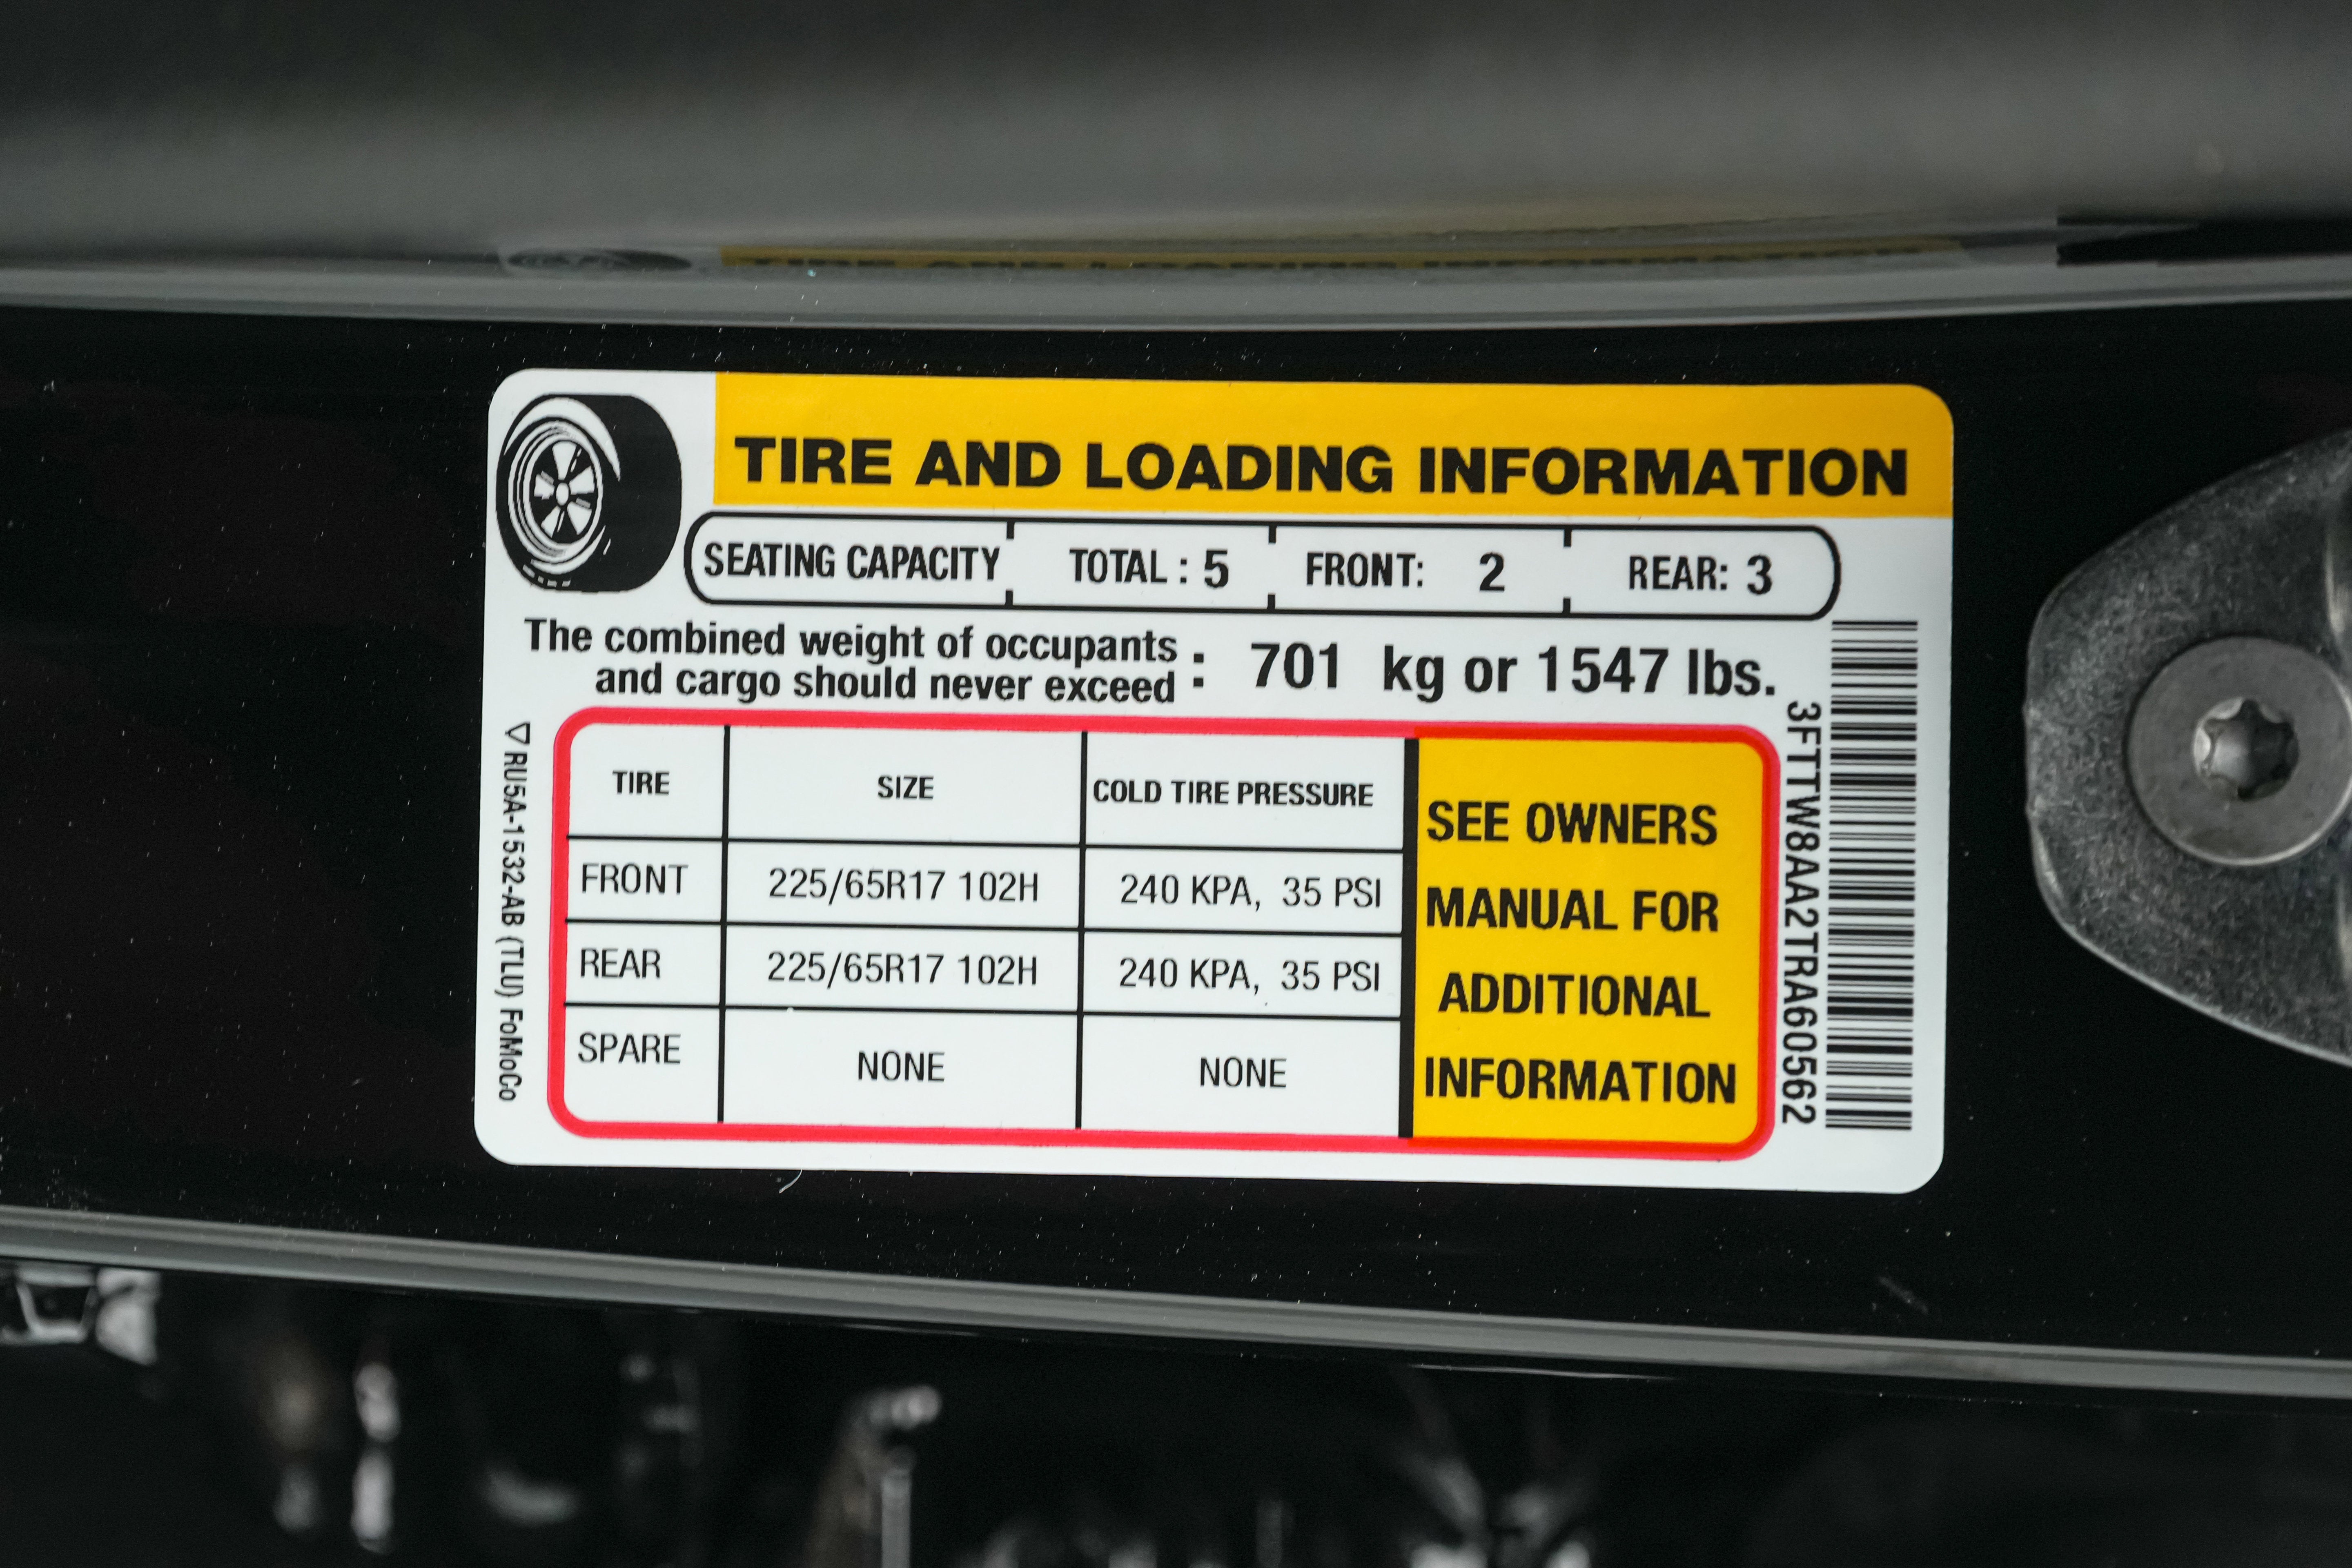 TIRE AND LOADING INFORMATION
SEATING CAPACITY TOTAL : 5 FRONT: 2 REAR: 3
The combined weight of occupants
and cargo should never exceed : 701 kg or 1547 lbs.
TIRE SIZE COLD TIRE PRESSURE
FRONT 225/65R17 102H 240 KPA, 35 PSI
REAR 225/65R17 102H 240 KPA, 35 PSI
SPARE NONE NONE
SEE OWNERS
MANUAL FOR
ADDITIONAL
INFORMATION
3FTTW8AA2TRA60562
RU5A-1532-AB (TLU) FoMoCo